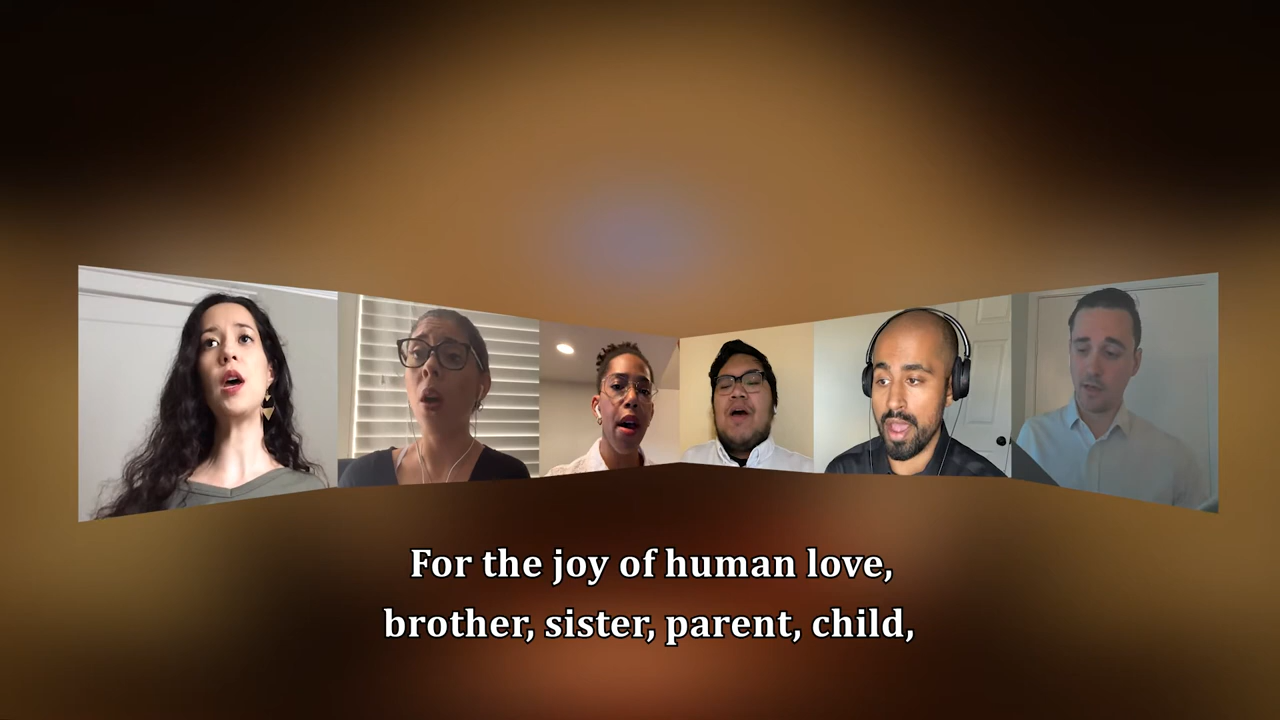 For the joy of human love,
brother, sister, parent, child,